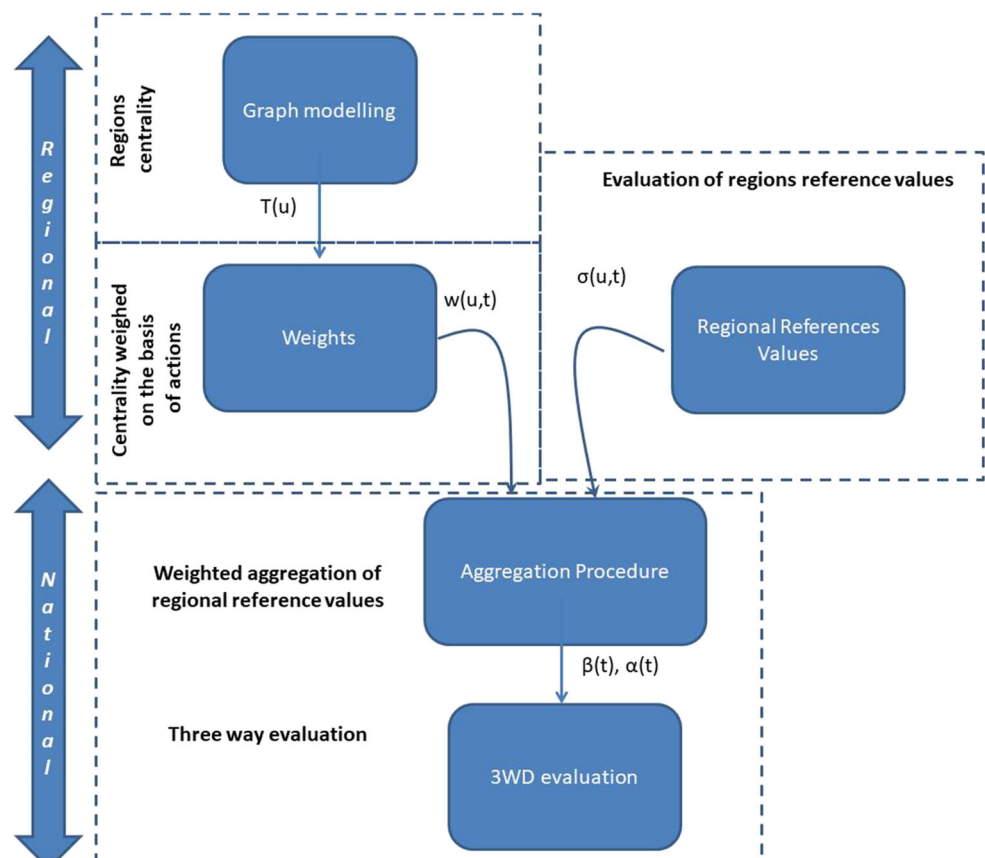 Regional
Regions
centrality
Graph modelling
T(u)
Evaluation of regions reference values
Centrality weighed
on the basis
of actions
Weights
w(u,t)
σ(u,t)
Regional References
Values
National
Weighted aggregation of
regional reference values
Aggregation Procedure
β(t), α(t)
Three way evaluation
3WD evaluation